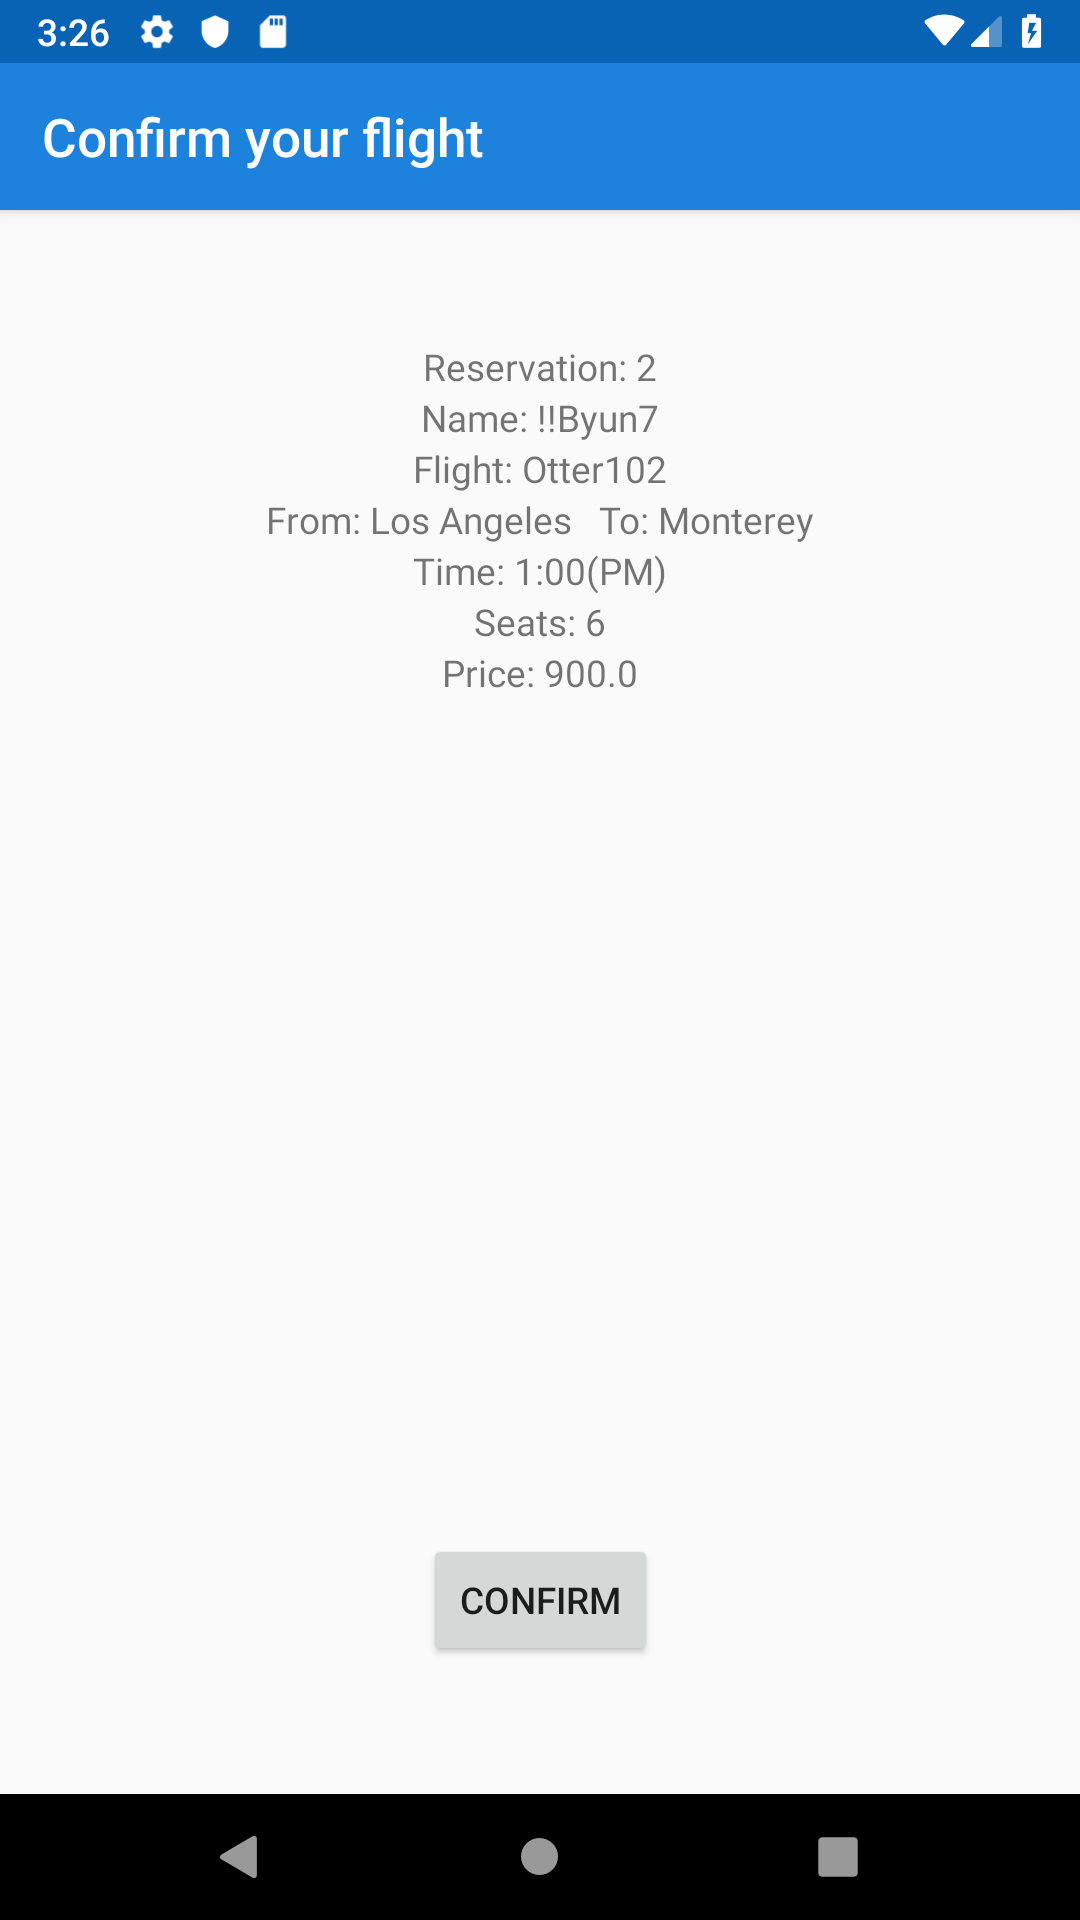 3:26
Confirm your flight
Reservation: 2
Name: !!Byun7
Flight: Otter102
From: Los Angeles   To: Monterey
Time: 1:00(PM)
Seats: 6
Price: 900.0
CONFIRM